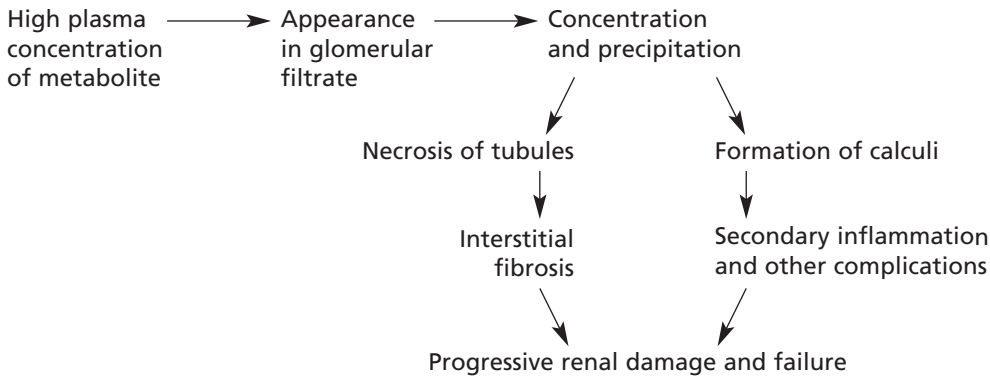 High plasma
concentration
of metabolite
Appearance
in glomerular
filtrate
Concentration
and precipitation
Necrosis of tubules
Formation of calculi
Interstitial
fibrosis
Secondary inflammation
and other complications
Progressive renal damage and failure